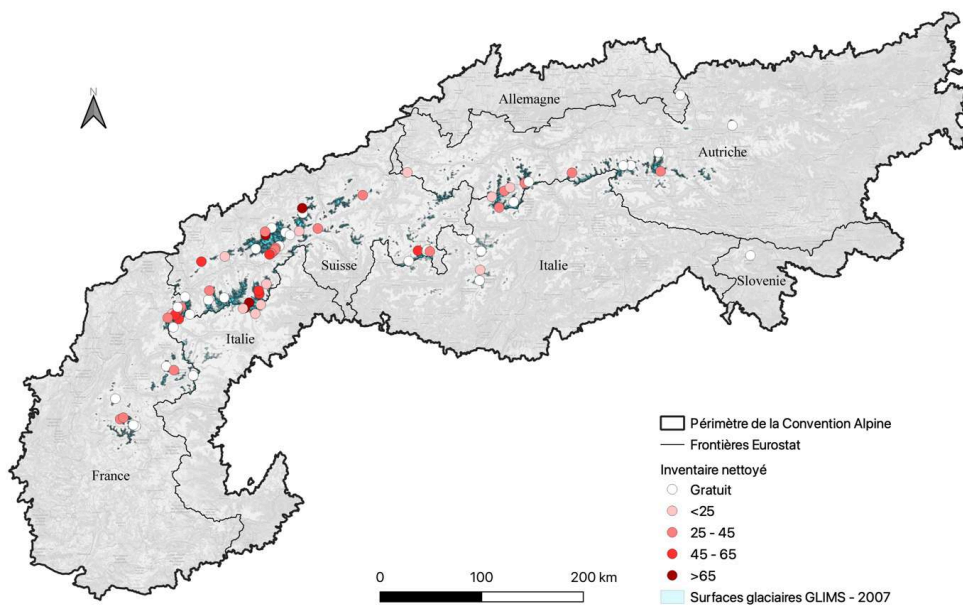 N
Allemagne
Autriche
Suisse
Italie
Slovenie
Italie
France
Périmètre de la Convention Alpine
Frontières Eurostat
Inventaire nettoyé
Gratuit
<25
25 - 45
45 - 65
>65
Surfaces glaciaires GLIMS - 2007
0 100 200 km